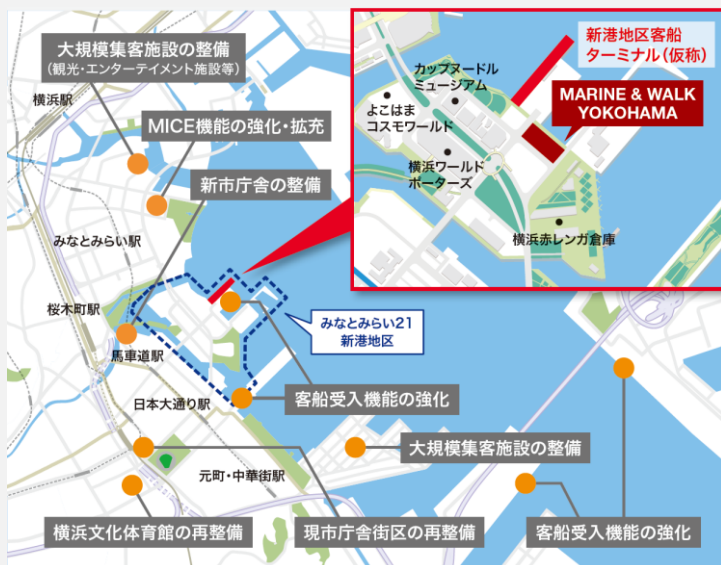 大規模集客施設の整備
(観光・エンターテイメント施設等)
横浜駅
MICE機能の強化・拡充
新市庁舎の整備
みなとみらい駅
桜木町駅
馬車道駅
日本大通り駅
元町・中華街駅
みなとみらい21
新港地区
客船受入機能の強化
大規模集客施設の整備
横浜文化体育館の再整備
現市庁舎街区の再整備
客船受入機能の強化
新港地区客船
ターミナル(仮称)
カップヌードル
ミュージアム
MARINE & WALK
YOKOHAMA
よこはま
コスモワールド
横浜ワールド
ポーターズ
横浜赤レンガ倉庫